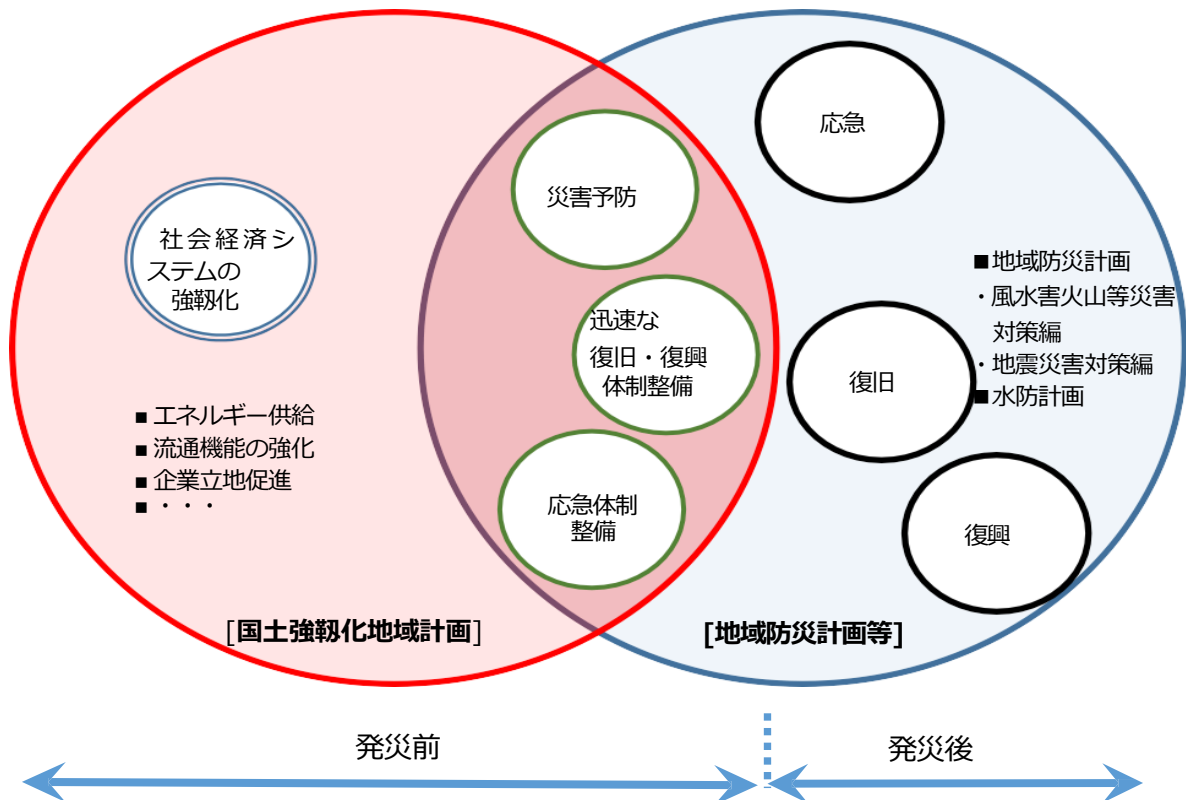 社会経済シ
ステムの
強靱化
■ エネルギー供給
■ 流通機能の強化
■ 企業立地促進
■ ・・・
[国土強靱化地域計画]
災害予防
迅速な
復旧・復興
体制整備
応急体制
整備
応急
復旧
復興
■地域防災計画
・風水害火山等災害
対策編
・地震災害対策編
■水防計画
[地域防災計画等]
発災前
発災後